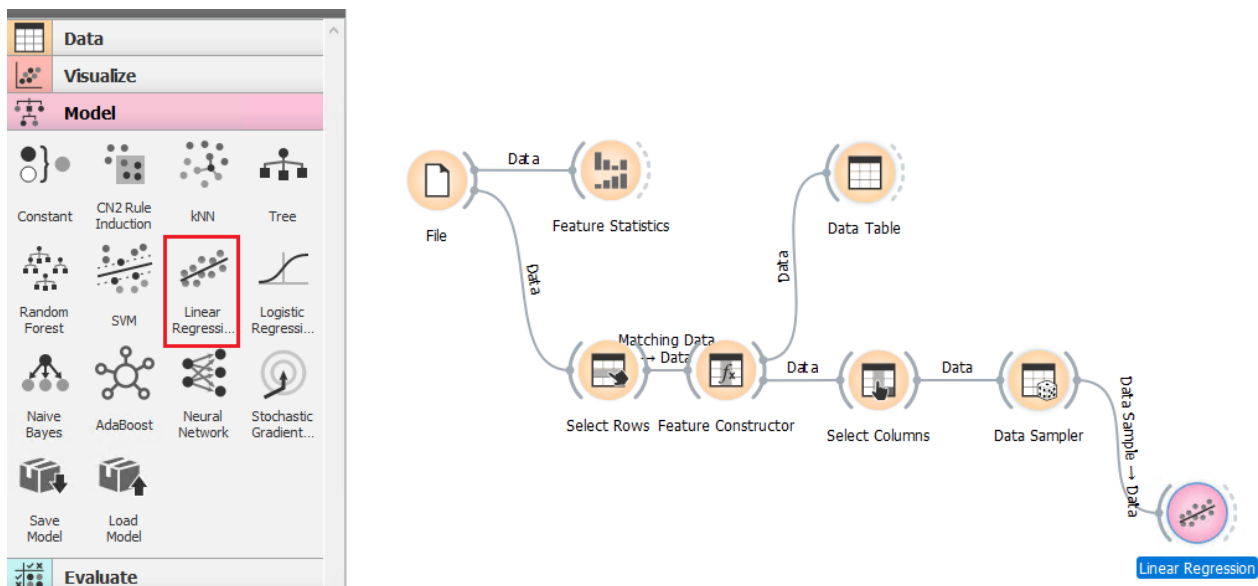 Data
Visualize
Model
Constant
CN2 Rule
Induction
kNN
Tree
Random
Forest
SVM
Linear
Regressi...
Logistic
Regressi...
Naive
Bayes
AdaBoost
Neural
Network
Stochastic
Gradient...
Save
Model
Load
Model
Evaluate
File
Data
Feature Statistics
Data
Data Table
Data
Matching Data
→ Data
Select Rows
Feature Constructor
Data
Select Columns
Data
Data Sampler
Data Sample → Data
Linear Regression